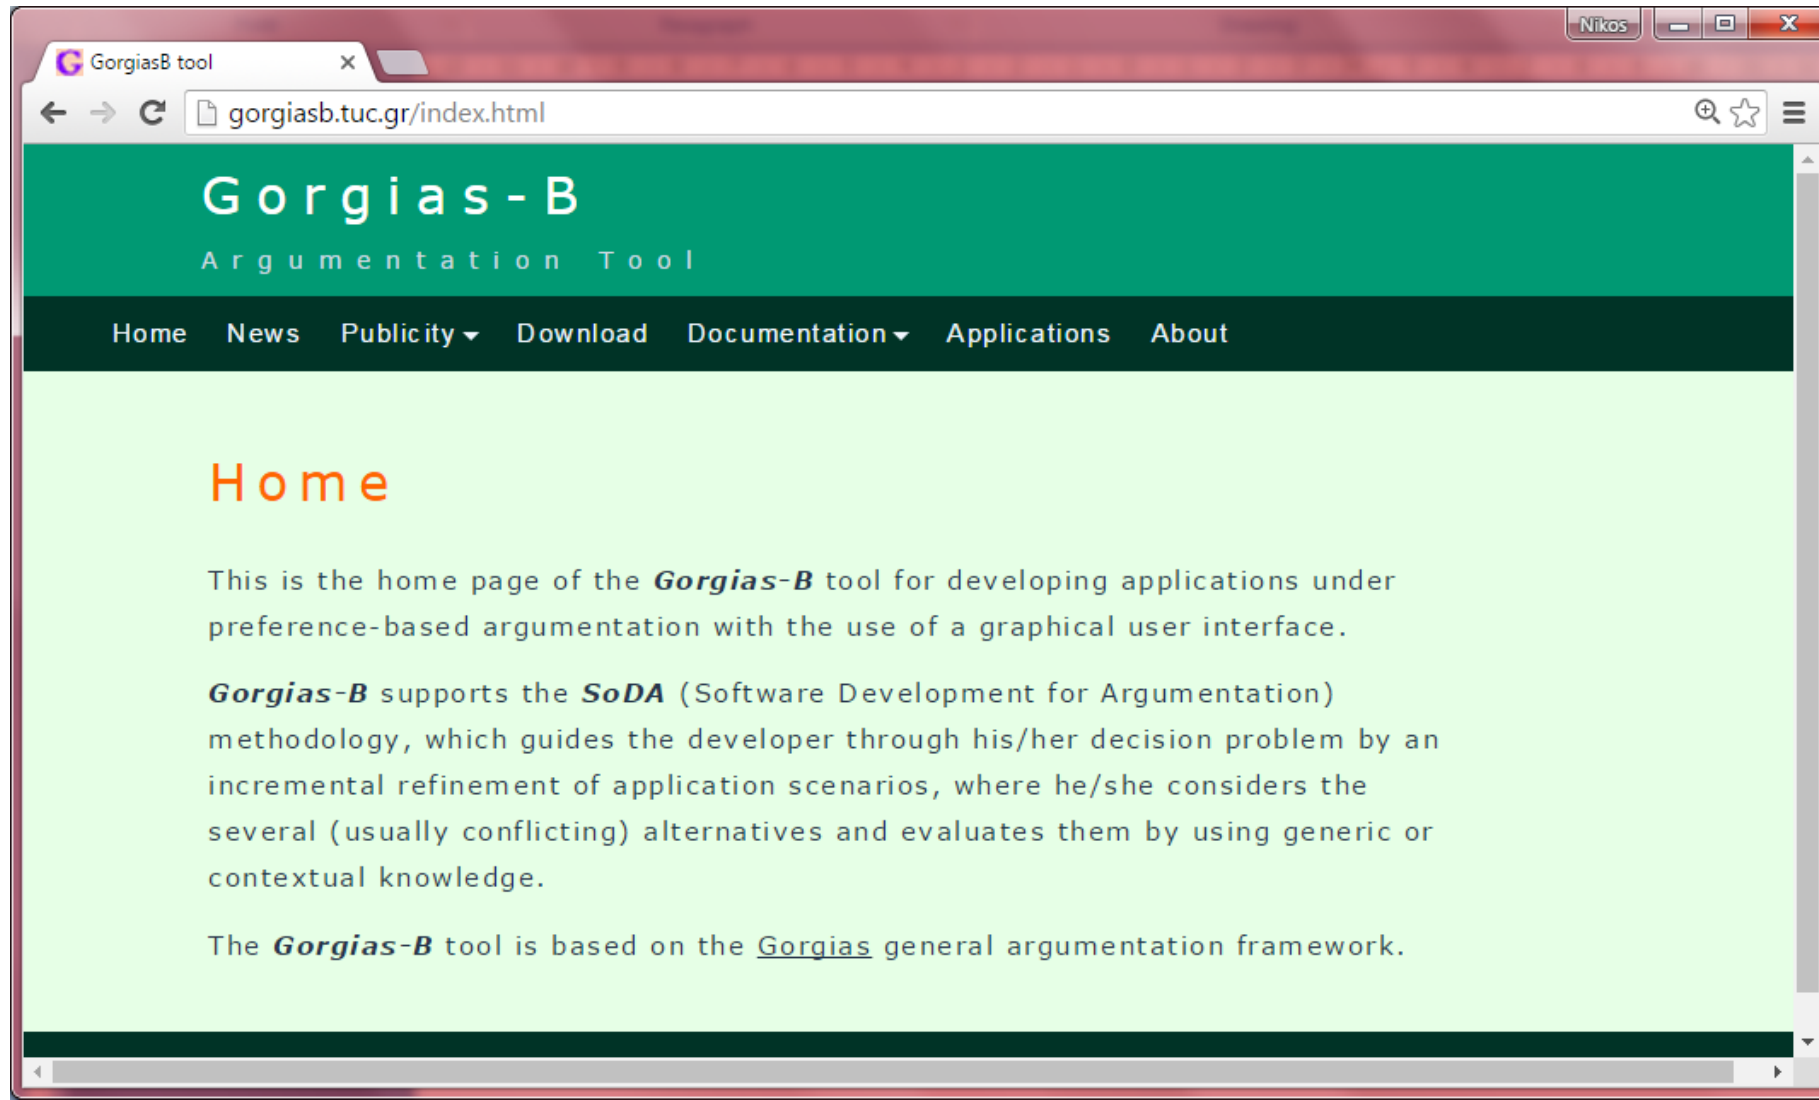 Nikos
GorgiasB tool
gorgiasb.tuc.gr/index.html
Gorgias-B
Argumentation Tool
Home News Publicity Download Documentation Applications About
Home
This is the home page of the Gorgias-B tool for developing applications under
preference-based argumentation with the use of a graphical user interface.
Gorgias-B supports the SoDA (Software Development for Argumentation)
methodology, which guides the developer through his/her decision problem by an
incremental refinement of application scenarios, where he/she considers the
several (usually conflicting) alternatives and evaluates them by using generic or
contextual knowledge.
The Gorgias-B tool is based on the Gorgias general argumentation framework.